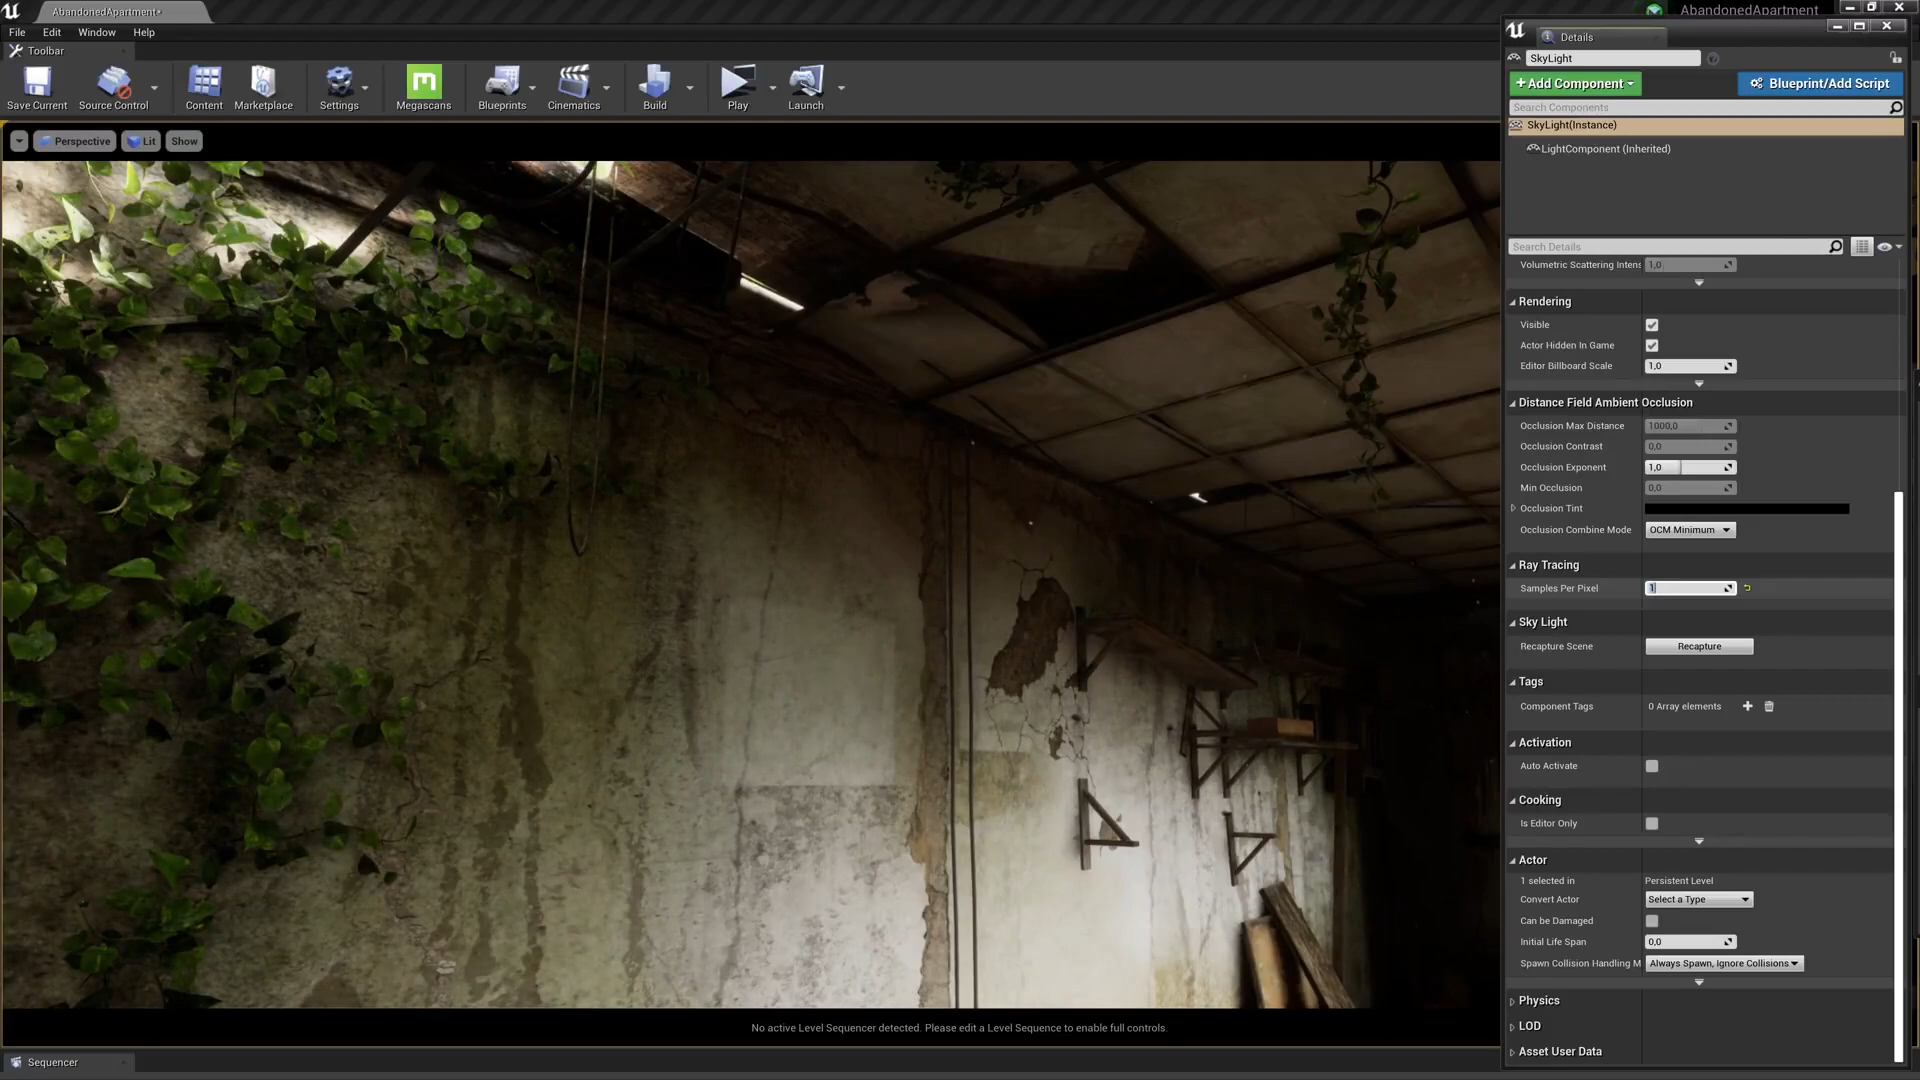 AbandonedApartment*
AbandonedApartment
File Edit Window Help
Toolbar
Save Current
Source Control
Content
Marketplace
Settings
Megascans
Blueprints
Cinematics
Build
Play
Launch
Perspective
Lit
Show
No active Level Sequencer detected. Please edit a Level Sequence to enable full controls.
Sequencer
Details
SkyLight
+Add Component
Blueprint/Add Script
Search Components
SkyLight(Instance)
LightComponent (Inherited)
Search Details
Volumetric Scattering Intens 1,0
Rendering
Visible
Actor Hidden In Game
Editor Billboard Scale 1,0
Distance Field Ambient Occlusion
Occlusion Max Distance 1000,0
Occlusion Contrast 0,0
Occlusion Exponent 1,0
Min Occlusion 0,0
Occlusion Tint
Occlusion Combine Mode OCM Minimum
Ray Tracing
Samples Per Pixel 1
Sky Light
Recapture Scene Recapture
Tags
Component Tags 0 Array elements
Activation
Auto Activate
Cooking
Is Editor Only
Actor
1 selected in Persistent Level
Convert Actor Select a Type
Can be Damaged
Initial Life Span 0,0
Spawn Collision Handling M Always Spawn, Ignore Collisions
Physics
LOD
Asset User Data